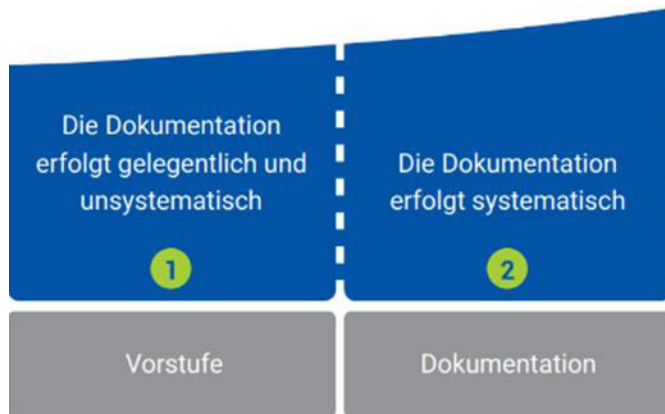 Die Dokumentation
erfolgt gelegentlich und
unsystematisch
1
Die Dokumentation
erfolgt systematisch
2
Vorstufe
Dokumentation